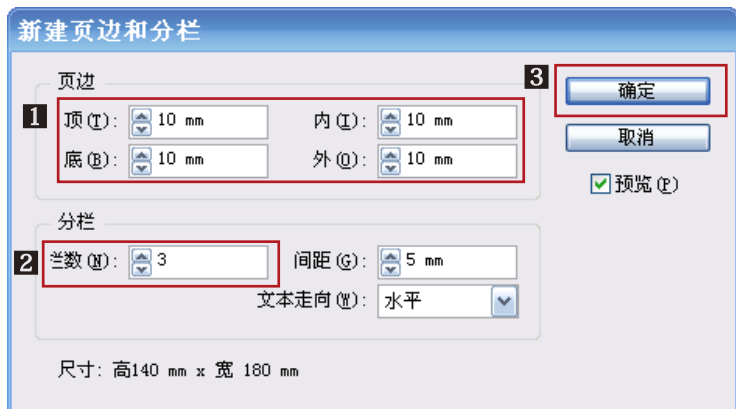 新建页边和分栏
页边
3
确定
1
顶(T): 10 mm 内(I): 10 mm
取消
底(B): 10 mm 外(O): 10 mm
预览(P)
分栏
2 栏数(N): 3 间距(G): 5 mm
文本走向(W): 水平
尺寸: 高140 mm x 宽 180 mm